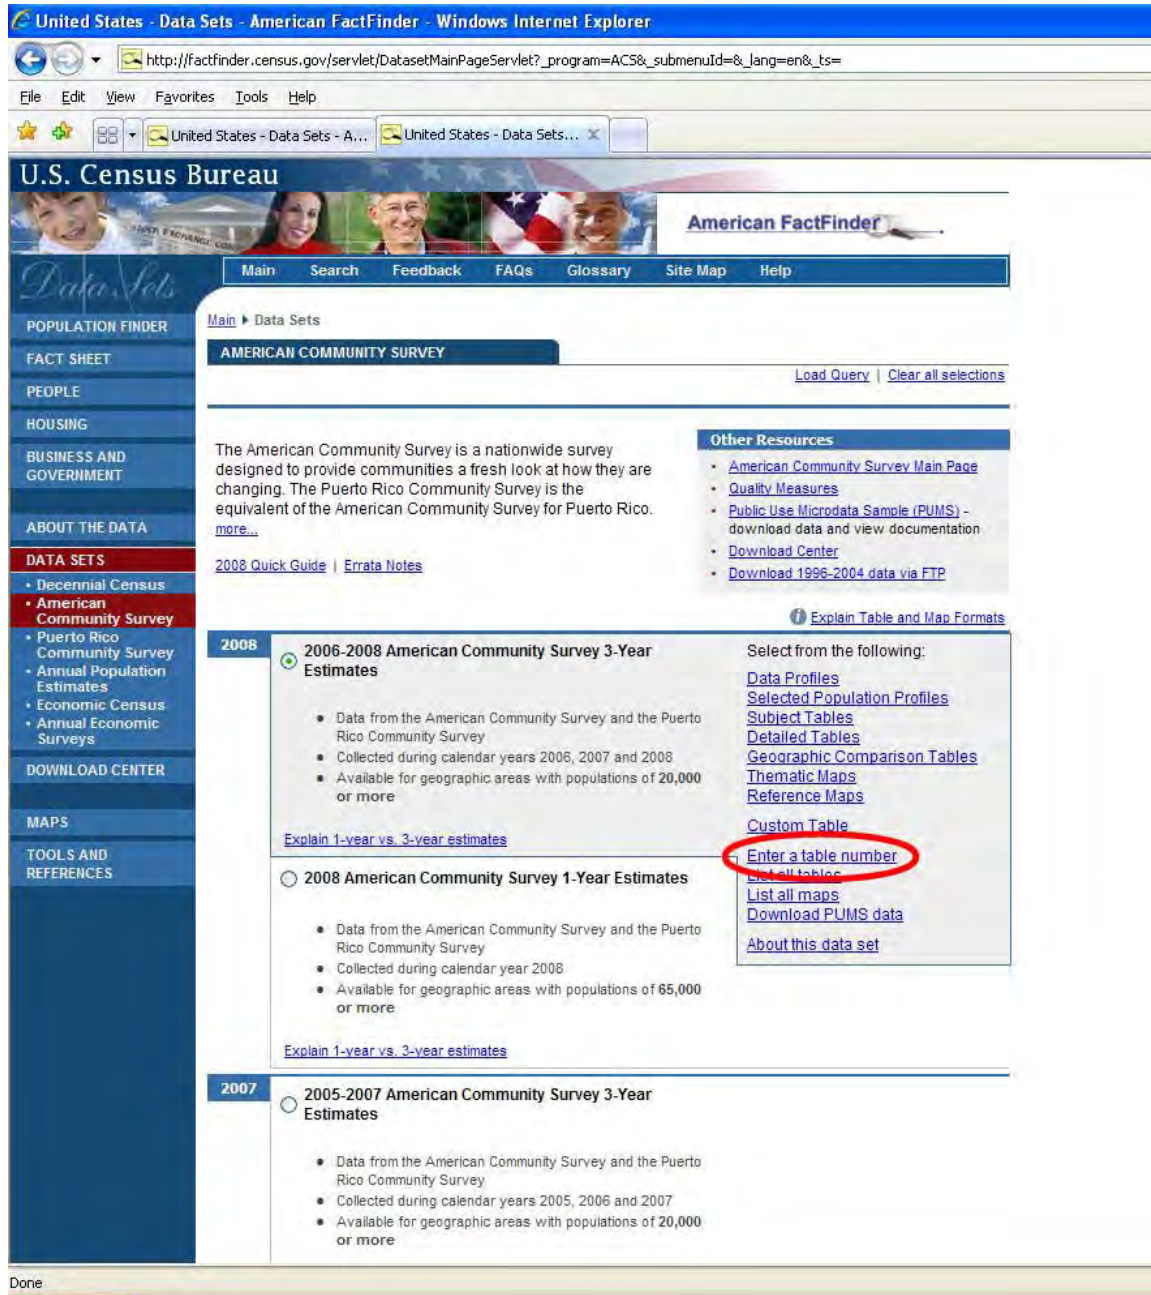 United States - Data Sets - American FactFinder - Windows Internet Explorer
http://factfinder.census.gov/servlet/DatasetMainPageServlet?_program=ACS&_submenuId=&_lang=en&_ts=
File Edit View Favorites Tools Help
United States - Data Sets - A... United States - Data Sets...
U.S. Census Bureau
American FactFinder
Data Sets
Main Search Feedback FAQs Glossary Site Map Help
POPULATION FINDER
FACT SHEET
PEOPLE
HOUSING
BUSINESS AND
GOVERNMENT
ABOUT THE DATA
DATA SETS
• Decennial Census
• American
Community Survey
• Puerto Rico
Community Survey
• Annual Population
Estimates
• Economic Census
• Annual Economic
Surveys
DOWNLOAD CENTER
MAPS
TOOLS AND
REFERENCES
Main ▸ Data Sets
AMERICAN COMMUNITY SURVEY
Load Query | Clear all selections
The American Community Survey is a nationwide survey
designed to provide communities a fresh look at how they are
changing. The Puerto Rico Community Survey is the
equivalent of the American Community Survey for Puerto Rico.
more...
2008 Quick Guide | Errata Notes
Other Resources
• American Community Survey Main Page
• Quality Measures
• Public Use Microdata Sample (PUMS) -
download data and view documentation
• Download Center
• Download 1996-2004 data via FTP
Explain Table and Map Formats
2008
2006-2008 American Community Survey 3-Year
Estimates
• Data from the American Community Survey and the Puerto
Rico Community Survey
• Collected during calendar years 2006, 2007 and 2008
• Available for geographic areas with populations of 20,000
or more
Explain 1-year vs. 3-year estimates
Select from the following:
Data Profiles
Selected Population Profiles
Subject Tables
Detailed Tables
Geographic Comparison Tables
Thematic Maps
Reference Maps
Custom Table
Enter a table number
List all tables
List all maps
Download PUMS data
About this data set
2008 American Community Survey 1-Year Estimates
• Data from the American Community Survey and the Puerto
Rico Community Survey
• Collected during calendar year 2008
• Available for geographic areas with populations of 65,000
or more
Explain 1-year vs. 3-year estimates
2007
2005-2007 American Community Survey 3-Year
Estimates
• Data from the American Community Survey and the Puerto
Rico Community Survey
• Collected during calendar years 2005, 2006 and 2007
• Available for geographic areas with populations of 20,000
or more
Done